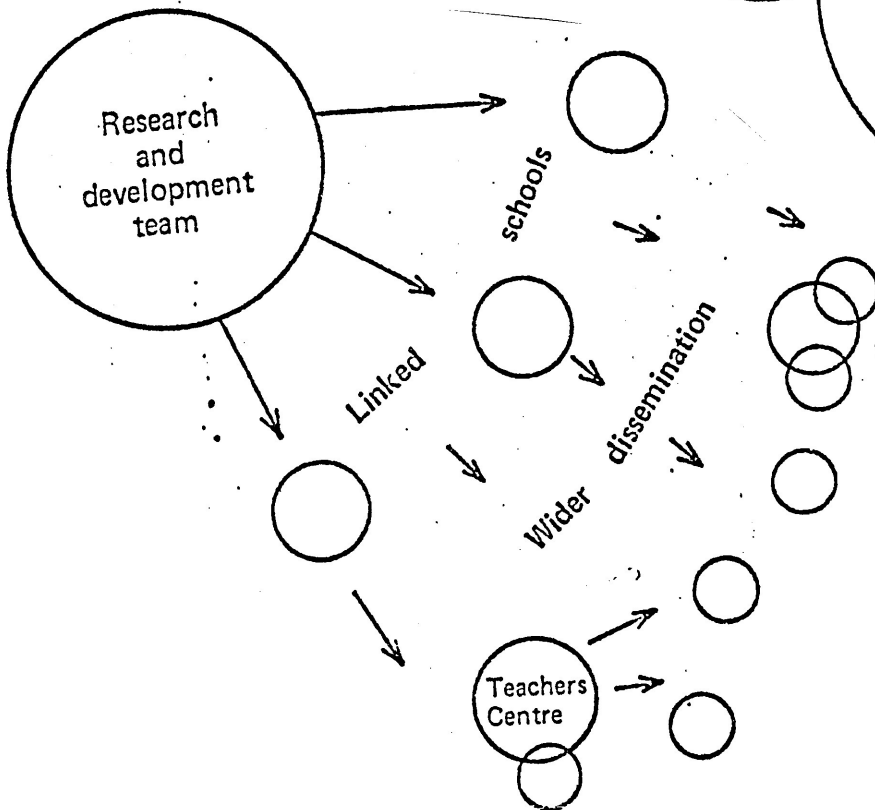 Research
and
development
team
Linked schools
Wider dissemination
Teachers
Centre